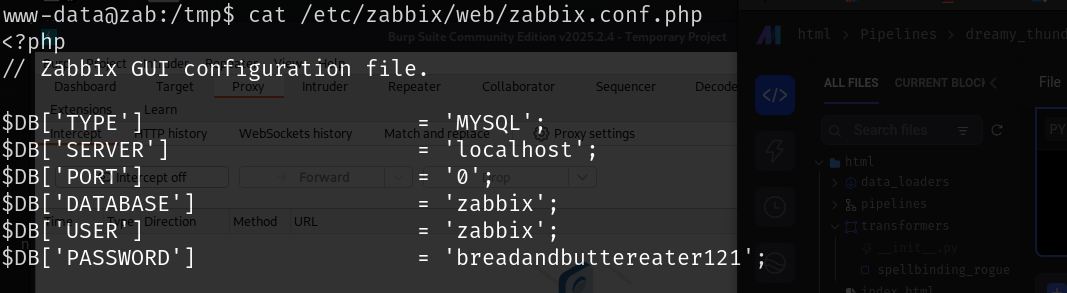 www-data@zab:/tmp$ cat /etc/zabbix/web/zabbix.conf.php
<?php
Burp Suite Community Edition v2025.2.4 - Temporary Project
// Zabbix GUI configuration file.
Dashboard Target Proxy Intruder Repeater Collaborator Sequencer Decode
Extensions Learn
$DB['TYPE'] = 'MYSQL';
Intercept HTTP history WebSockets history Match and replace Proxy settings
$DB['SERVER'] = 'localhost';
$DB['PORT'] = '0';
Intercept off Forward
$DB['DATABASE'] = 'zabbix';
Time Type Direction Method URL
$DB['USER'] = 'zabbix';
$DB['PASSWORD'] = 'breadandbuttereater121';
html > Pipelines > dreamy_thund
ALL FILES CURRENT BLOCI File
Search files PY
html
data_loaders
pipelines
transformers
__init__.py
spellbinding_rogue
index.html